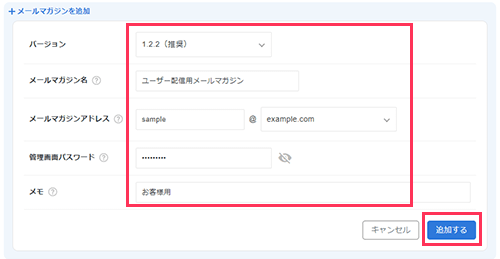 +メールマガジンを追加
バージョン 1.2.2（推奨）
メールマガジン名 ? ユーザー配信用メールマガジン
メールマガジンアドレス ? sample @ example.com
管理画面パスワード ? •••••••••
メモ ? お客様用
キャンセル 追加する